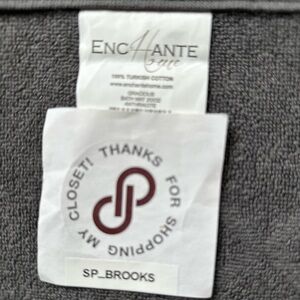 ENCHANTE
Home
100% TURKISH COTTON
www.enchantehome.com
GRACIOUS
BATH MAT 20X32
ANTHRACITE
THANKS FOR SHOPPING MY CLOSET!
SP_BROOKS